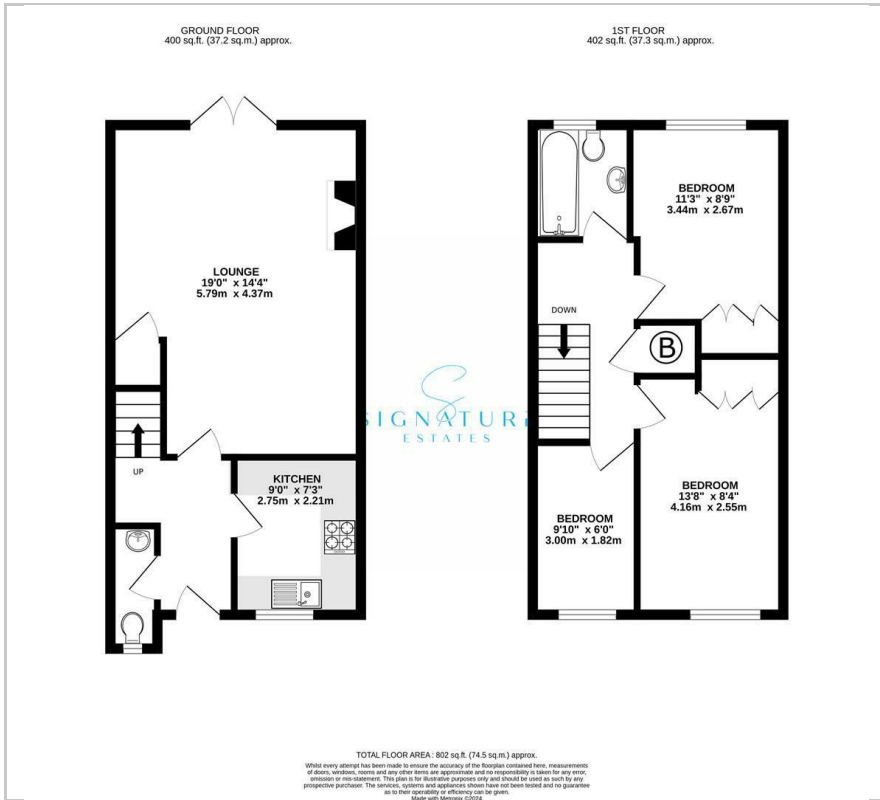 GROUND FLOOR
400 sq.ft. (37.2 sq.m.) approx.
1ST FLOOR
402 sq.ft. (37.3 sq.m.) approx.
LOUNGE
19'0" x 14'4"
5.79m x 4.37m
UP
KITCHEN
9'0" x 7'3"
2.75m x 2.21m
BEDROOM
11'3" x 8'9"
3.44m x 2.67m
DOWN
B
BEDROOM
13'8" x 8'4"
4.16m x 2.55m
BEDROOM
9'10" x 6'0"
3.00m x 1.82m
S
SIGNATURE
ESTATES
TOTAL FLOOR AREA : 802 sq.ft. (74.5 sq.m.) approx.
Whilst every attempt has been made to ensure the accuracy of the floorplan contained here, measurements
of doors, windows, rooms and any other items are approximate and no responsibility is taken for any error,
omission or mis-statement. This plan is for illustrative purposes only and should be used as such by any
prospective purchaser. The services, systems and appliances shown have not been tested and no guarantee
as to their operability or efficiency can be given.
Made with Metropix ©2024